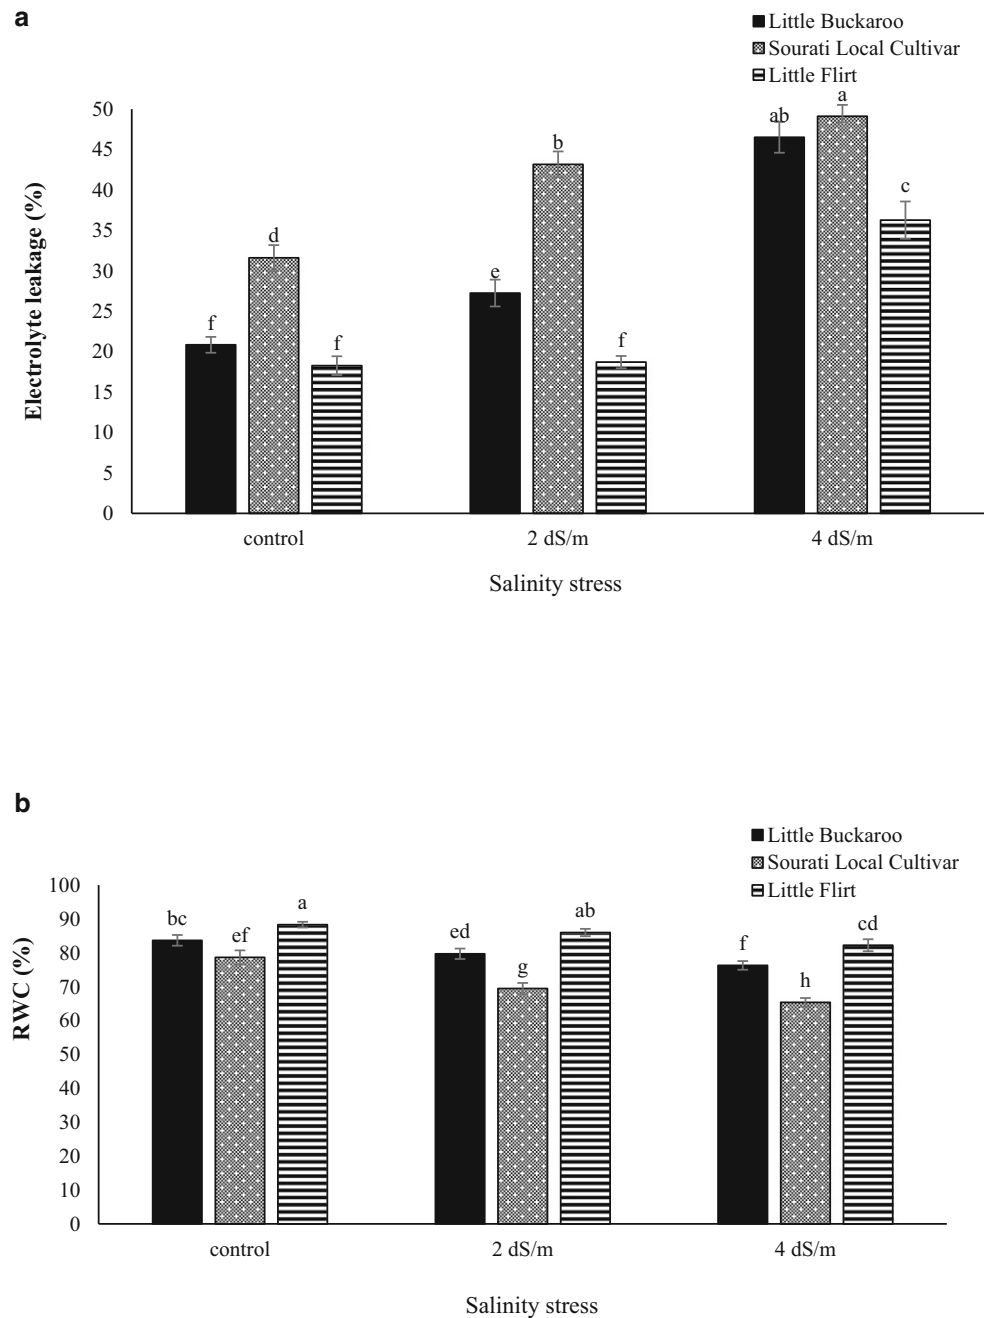 a
Little Buckaroo
Sourati Local Cultivar
Little Flirt
Electrolyte leakage (%)
50
45
40
35
30
25
20
15
10
5
0
f
d
f
e
b
f
ab
a
c
control
2 dS/m
4 dS/m
Salinity stress
b
Little Buckaroo
Sourati Local Cultivar
Little Flirt
RWC (%)
100
90
80
70
60
50
40
30
20
10
0
bc
ef
a
ed
g
ab
f
h
cd
control
2 dS/m
4 dS/m
Salinity stress